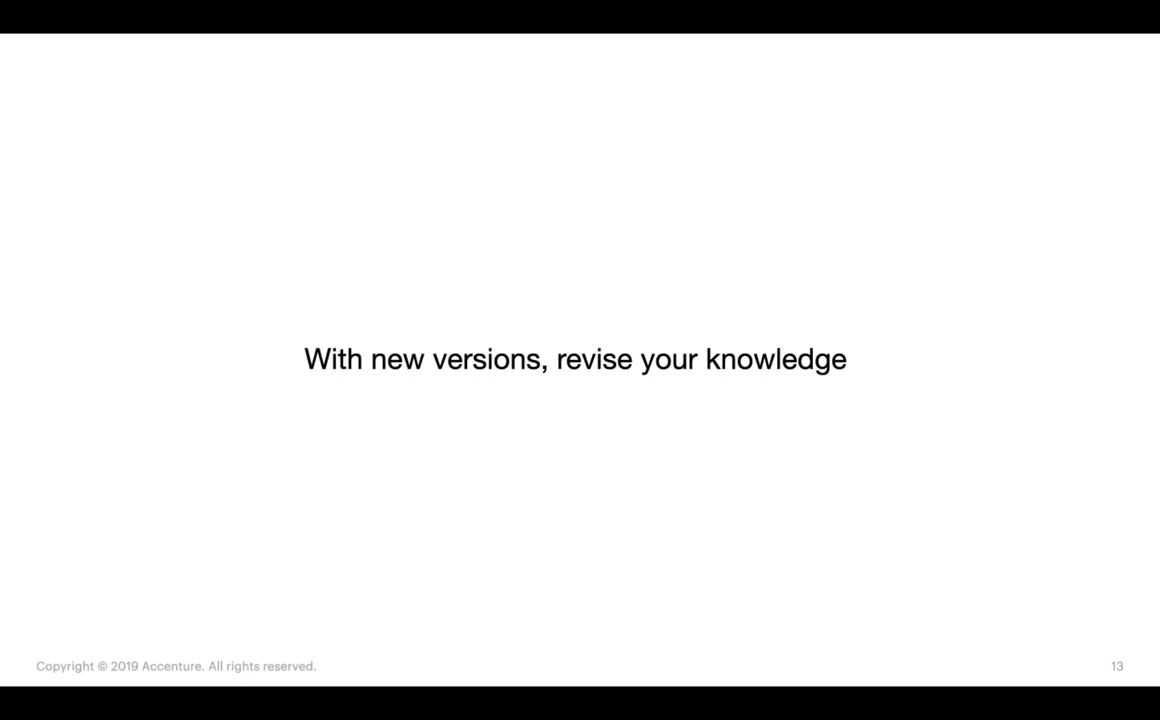 With new versions, revise your knowledge
Copyright © 2019 Accenture. All rights reserved.
13